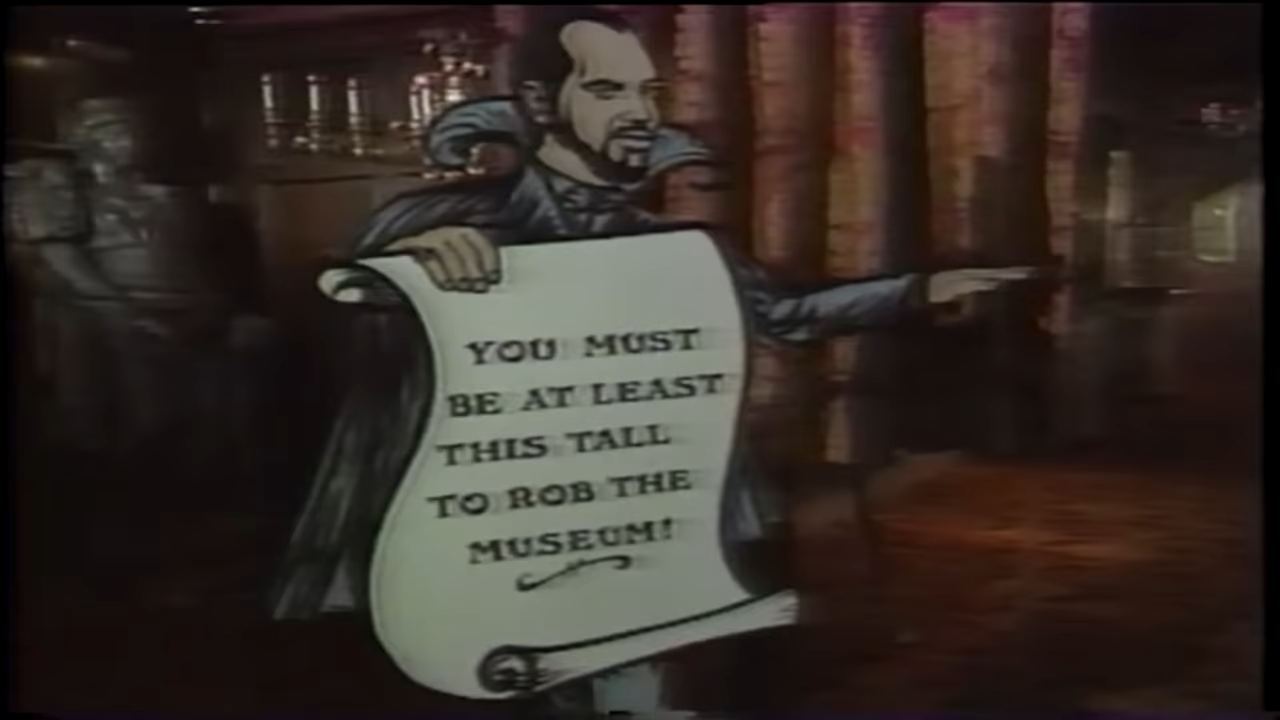 YOU MUST
BE AT LEAST
THIS TALL
TO ROB THE
MUSEUM!